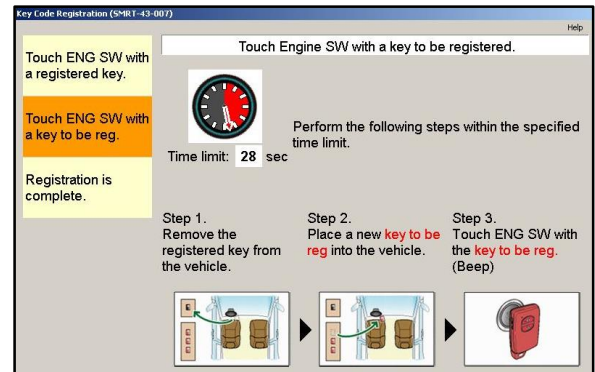 Key Code Registration (SMRT-43-007)
Help
Touch ENG SW with
a registered key.
Touch ENG SW with
a key to be reg.
Registration is
complete.
Touch Engine SW with a key to be registered.
Time limit: 28 sec
Perform the following steps within the specified
time limit.
Step 1.
Remove the
registered key from
the vehicle.
Step 2.
Place a new key to be
reg into the vehicle.
Step 3.
Touch ENG SW with
the key to be reg.
(Beep)